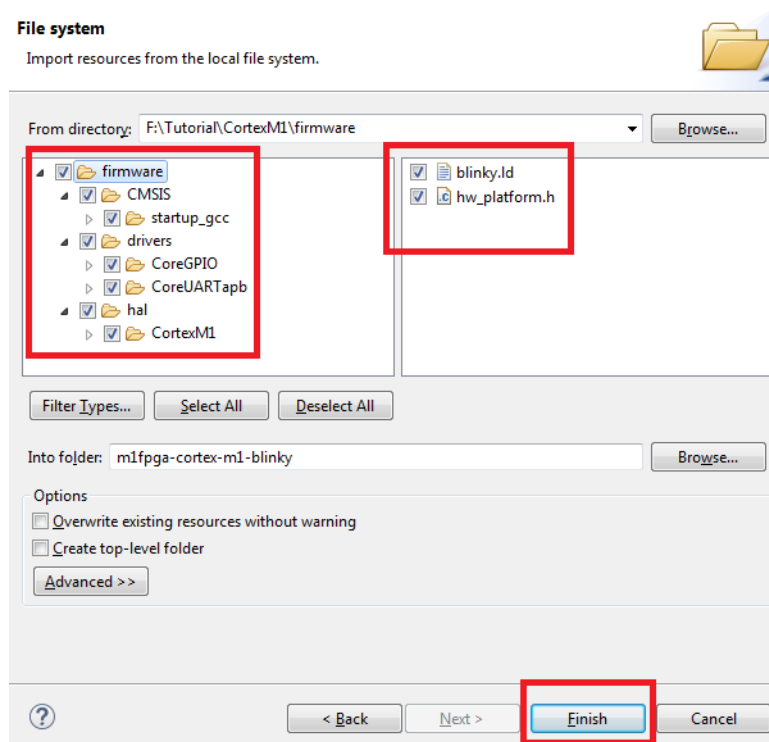 File system
Import resources from the local file system.
From directory: F:\Tutorial\CortexM1\firmware Browse...
firmware
CMSIS
startup_gcc
drivers
CoreGPIO
CoreUARTapb
hal
CortexM1
blinky.ld
hw_platform.h
Filter Types... Select All Deselect All
Into folder: m1fpga-cortex-m1-blinky Browse...
Options
Overwrite existing resources without warning
Create top-level folder
Advanced >>
< Back Next > Finish Cancel